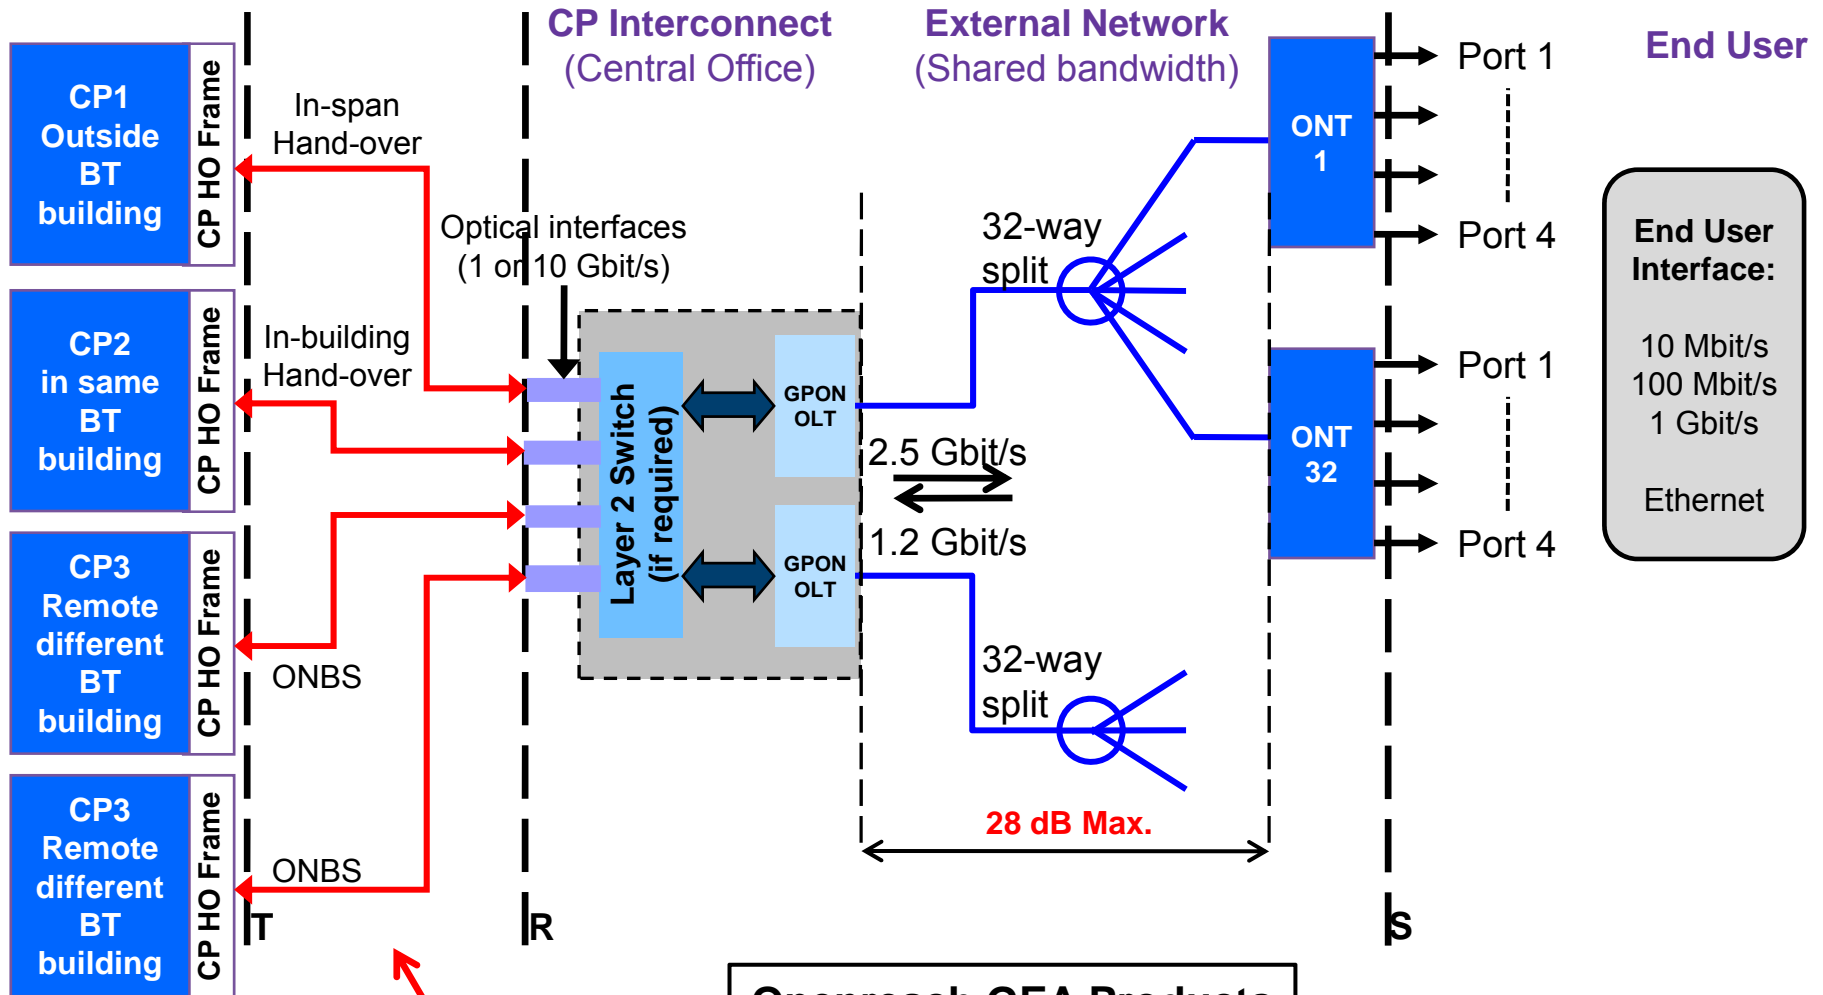 CP Interconnect
(Central Office)
External Network
(Shared bandwidth)
End User
CP1
Outside
BT
building
CP HO Frame
In-span
Hand-over
Optical interfaces
(1 or 10 Gbit/s)
CP2
in same
BT
building
CP HO Frame
In-building
Hand-over
CP3
Remote
different
BT
building
CP HO Frame
ONBS
CP3
Remote
different
BT
building
CP HO Frame
ONBS
T
R
Layer 2 Switch
(if required)
GPON
OLT
GPON
OLT
2.5 Gbit/s
1.2 Gbit/s
32-way
split
32-way
split
28 dB Max.
ONT
1
Port 1
Port 4
ONT
32
Port 1
Port 4
S
End User
Interface:
10 Mbit/s
100 Mbit/s
1 Gbit/s
Ethernet
Openreach GEA Products